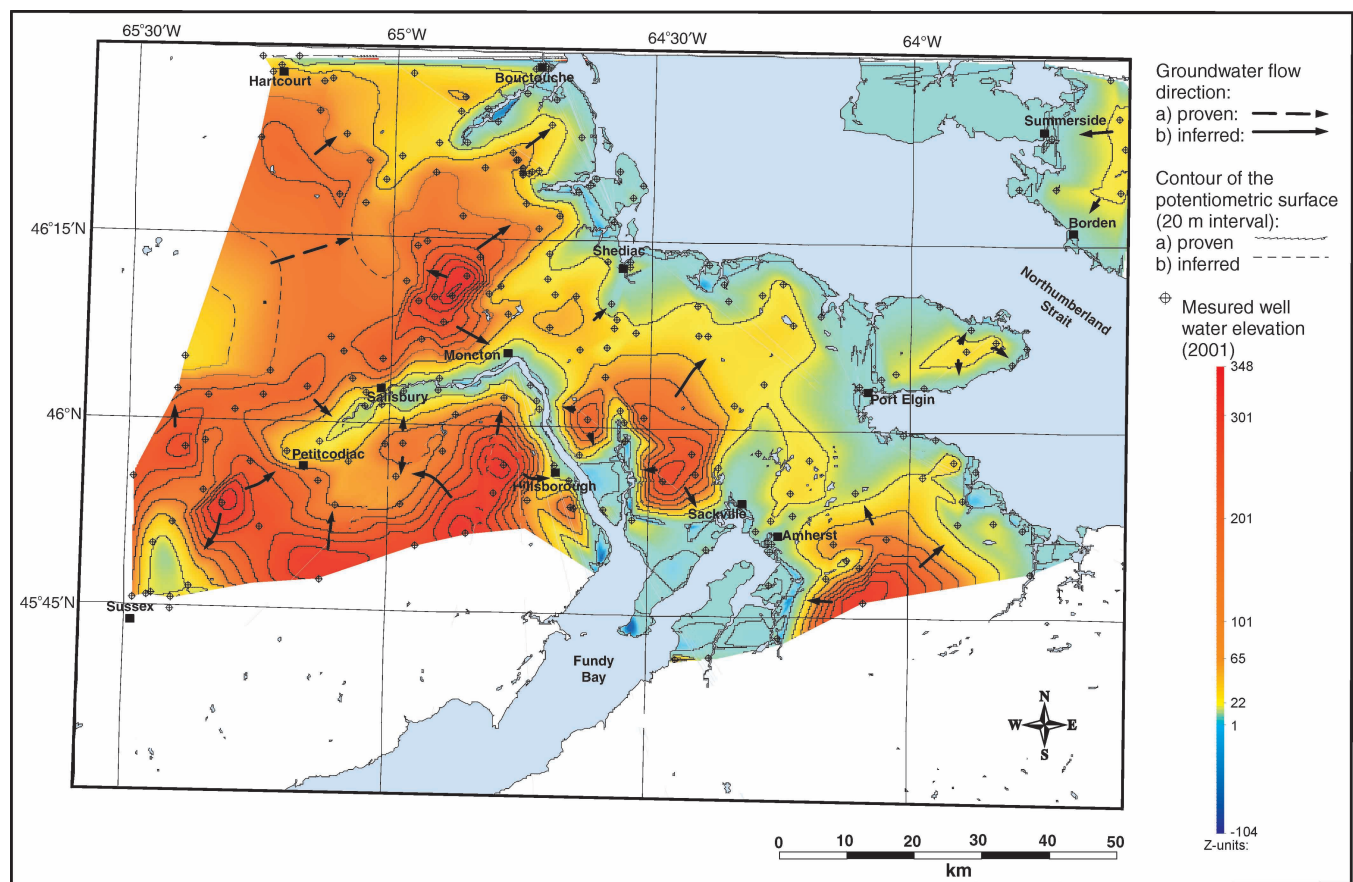 65°30'W
65°W
64°30'W
64°W
46°15'N
46°N
45°45'N
Hartcourt
Bouctouche
Summerside
Borden
Shediac
Northumberland
Strait
Moncton
Salisbury
Port Elgin
Petitcodiac
Hillsborough
Sackville
Amherst
Sussex
Fundy
Bay
N
W E
S
0 10 20 30 40 50
km
Groundwater flow
direction:
a) proven:
b) inferred:
Contour of the
potentiometric surface
(20 m interval):
a) proven
b) inferred
Mesured well
water elevation
(2001)
348
301
201
101
65
22
1
-104
Z-units: